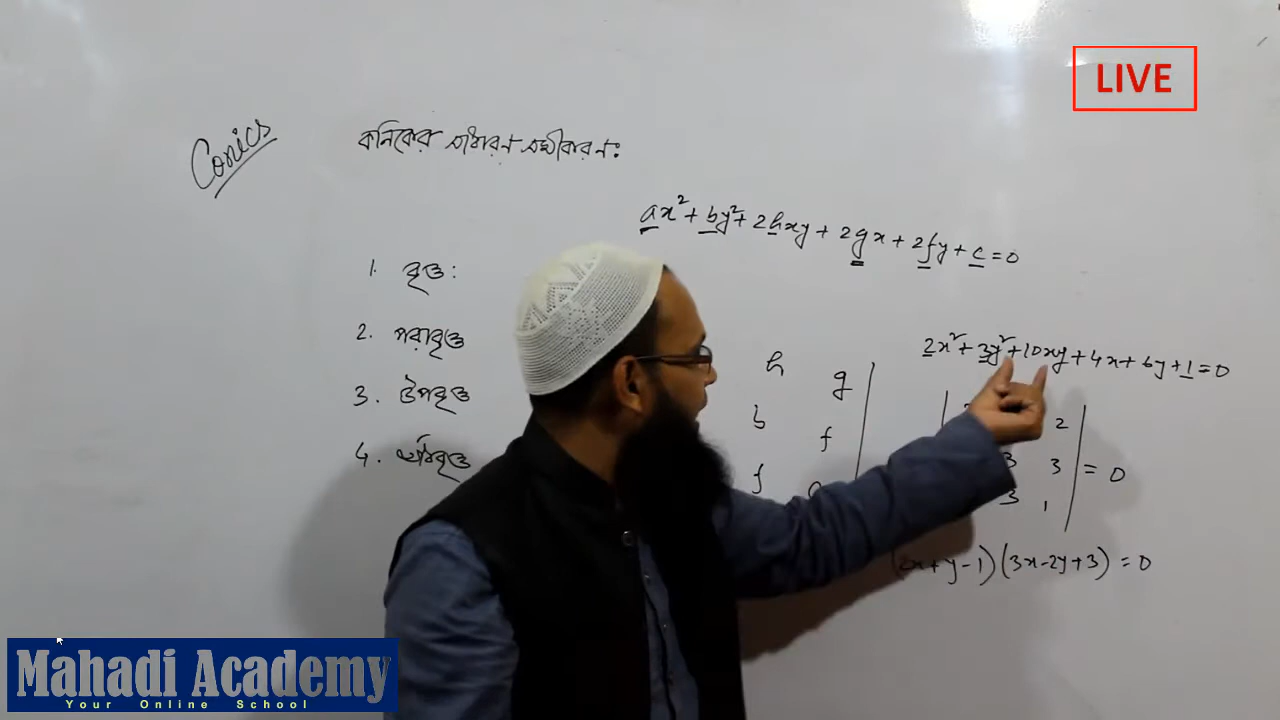 LIVE
Conics
কনিকের সাধারণ সমীকরণ:
ax² + by² + 2hxy + 2gx + 2fy + c = 0
1. বৃত্ত:
2. পরাবৃত্ত
3. উপবৃত্ত
4. অধিবৃত্ত
h g
b f
f
2x² + 3y² + 10xy + 4x + 6y + 1 = 0
2
3 3 = 0
3 1
(2x+y-1)(3x-2y+3) = 0
Mahadi Academy
Your Online School